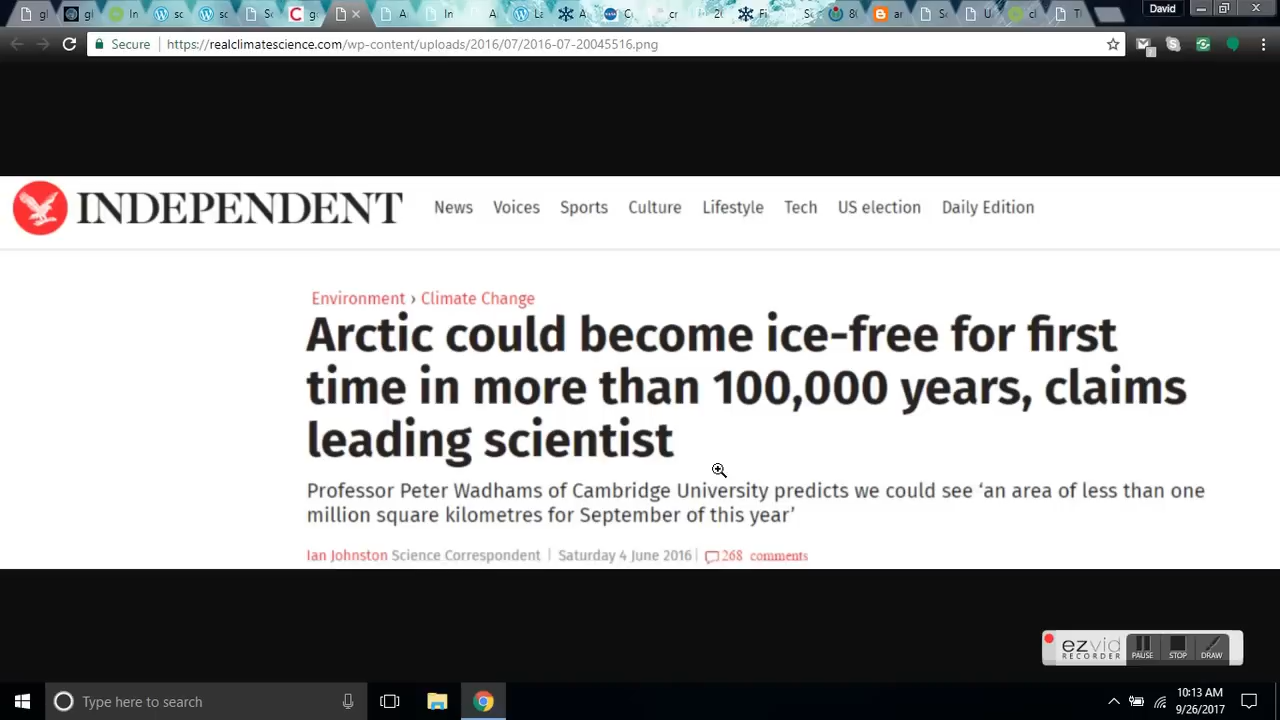 David
Secure
https://realclimatescience.com/wp-content/uploads/2016/07/2016-07-20045516.png
INDEPENDENT News Voices Sports Culture Lifestyle Tech US election Daily Edition
Environment › Climate Change
Arctic could become ice-free for first
time in more than 100,000 years, claims
leading scientist
Professor Peter Wadhams of Cambridge University predicts we could see ‘an area of less than one
million square kilometres for September of this year’
Ian Johnston Science Correspondent | Saturday 4 June 2016 | 268 comments
ezvid
RECORDER
PAUSE STOP DRAW
Type here to search
10:13 AM
9/26/2017